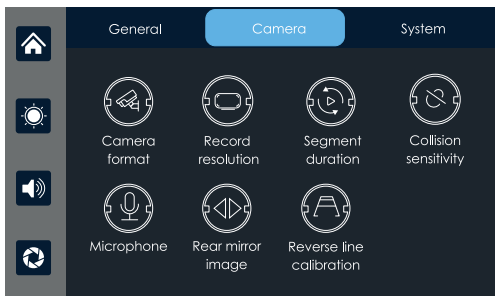 General Camera System
Camera format
Record resolution
Segment duration
Collision sensitivity
Microphone
Rear mirror image
Reverse line calibration